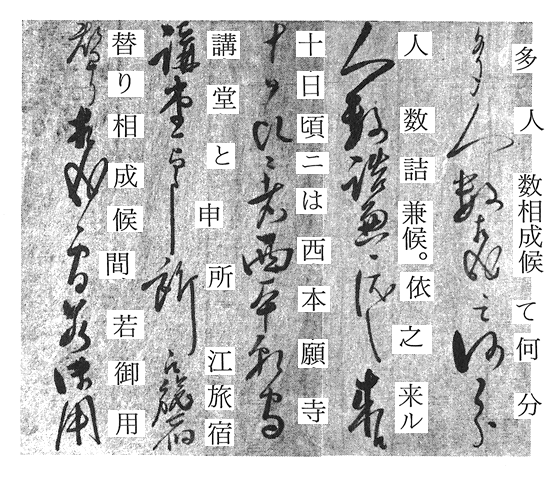 多人数相成候て何分
人数詰兼候。依之来ル
十日頃ニは西本願寺
講堂と申所江旅宿
替り相成候間若御用